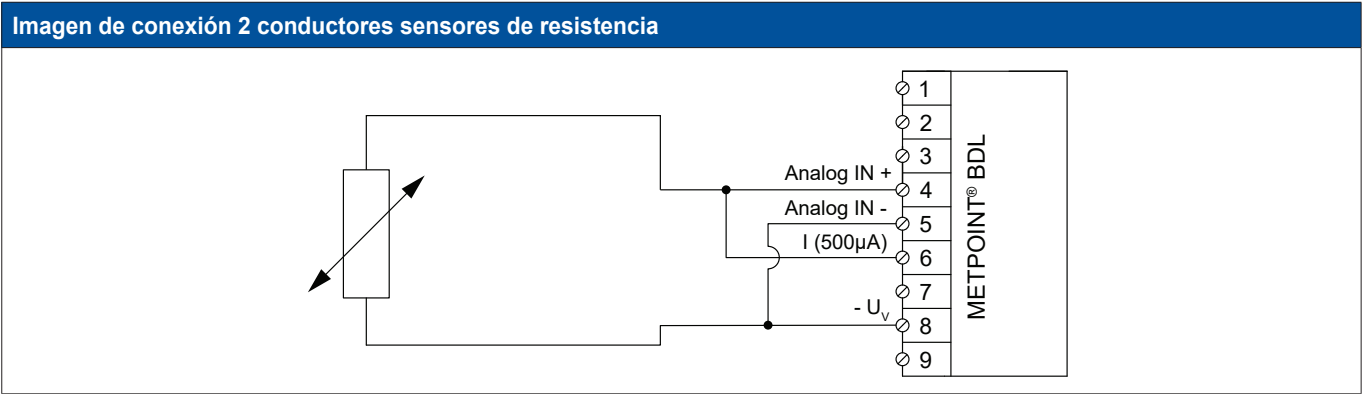 Imagen de conexión 2 conductores sensores de resistencia
1
2
3
Analog IN +
4
Analog IN -
5
I (500µA)
6
7
- Uv
8
9
METPOINT® BDL